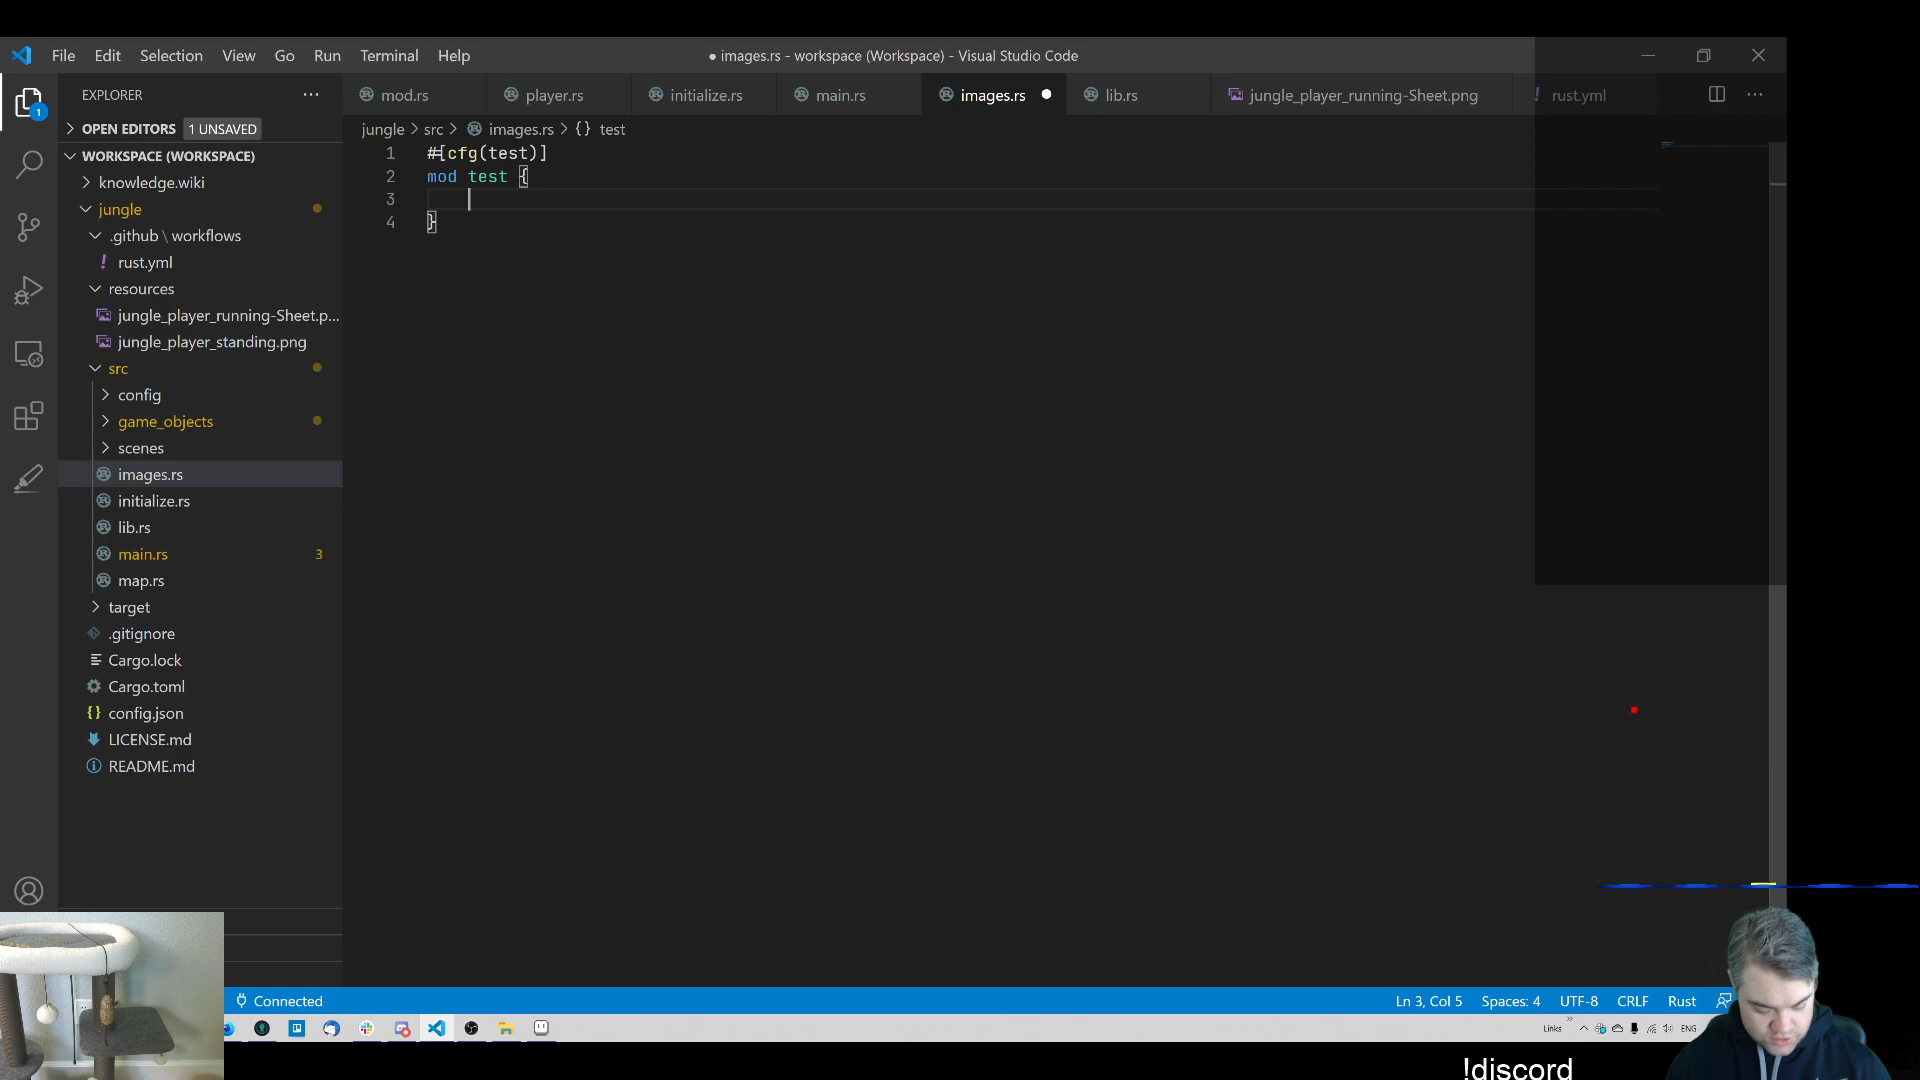 File Edit Selection View Go Run Terminal Help
● images.rs - workspace (Workspace) - Visual Studio Code
EXPLORER
mod.rs player.rs initialize.rs main.rs images.rs lib.rs jungle_player_running-Sheet.png ! rust.yml
OPEN EDITORS 1 UNSAVED
jungle > src > images.rs > {} test
WORKSPACE (WORKSPACE)
1 #[cfg(test)]
2 mod test {
3
4 }
1
knowledge.wiki
jungle
.github \ workflows
! rust.yml
resources
jungle_player_running-Sheet.p...
jungle_player_standing.png
src
config
game_objects
scenes
images.rs
initialize.rs
lib.rs
main.rs 3
map.rs
target
.gitignore
Cargo.lock
Cargo.toml
{} config.json
LICENSE.md
README.md
Connected
Ln 3, Col 5 Spaces: 4 UTF-8 CRLF Rust
Links ENG
!discord